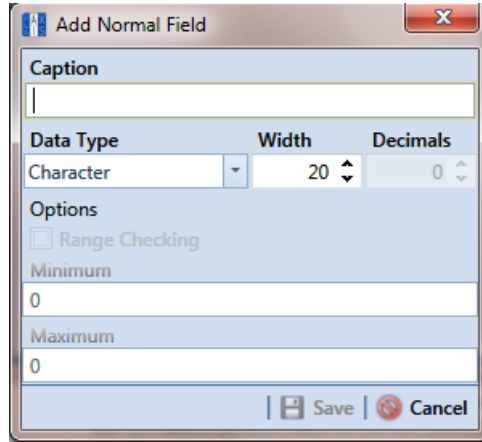 Add Normal Field
Caption
Data Type Width Decimals
Character 20 0
Options
Range Checking
Minimum
0
Maximum
0
Save Cancel